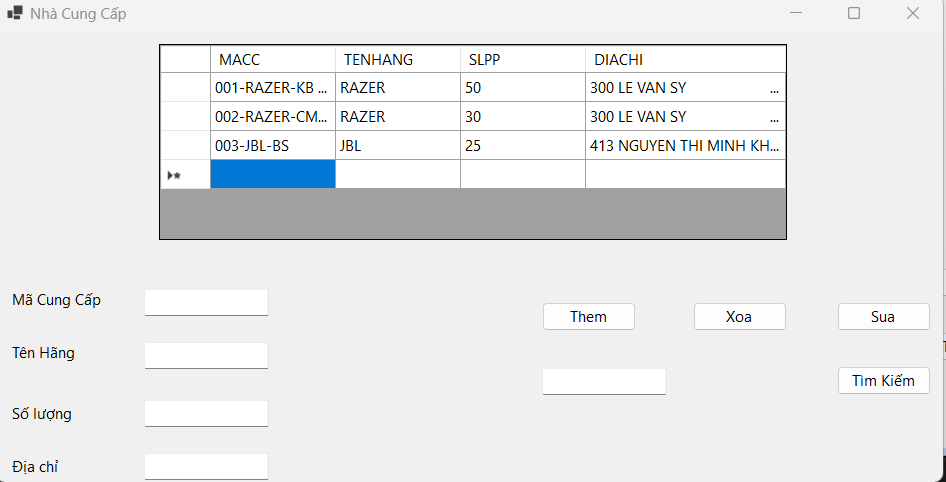 Nhà Cung Cấp
MACC TENHANG SLPP DIACHI
001-RAZER-KB ... RAZER 50 300 LE VAN SY ...
002-RAZER-CM... RAZER 30 300 LE VAN SY ...
003-JBL-BS JBL 25 413 NGUYEN THI MINH KH...
Mã Cung Cấp
Them Xoa Sua
Tên Hãng
Tìm Kiếm
Số lượng
Địa chỉ